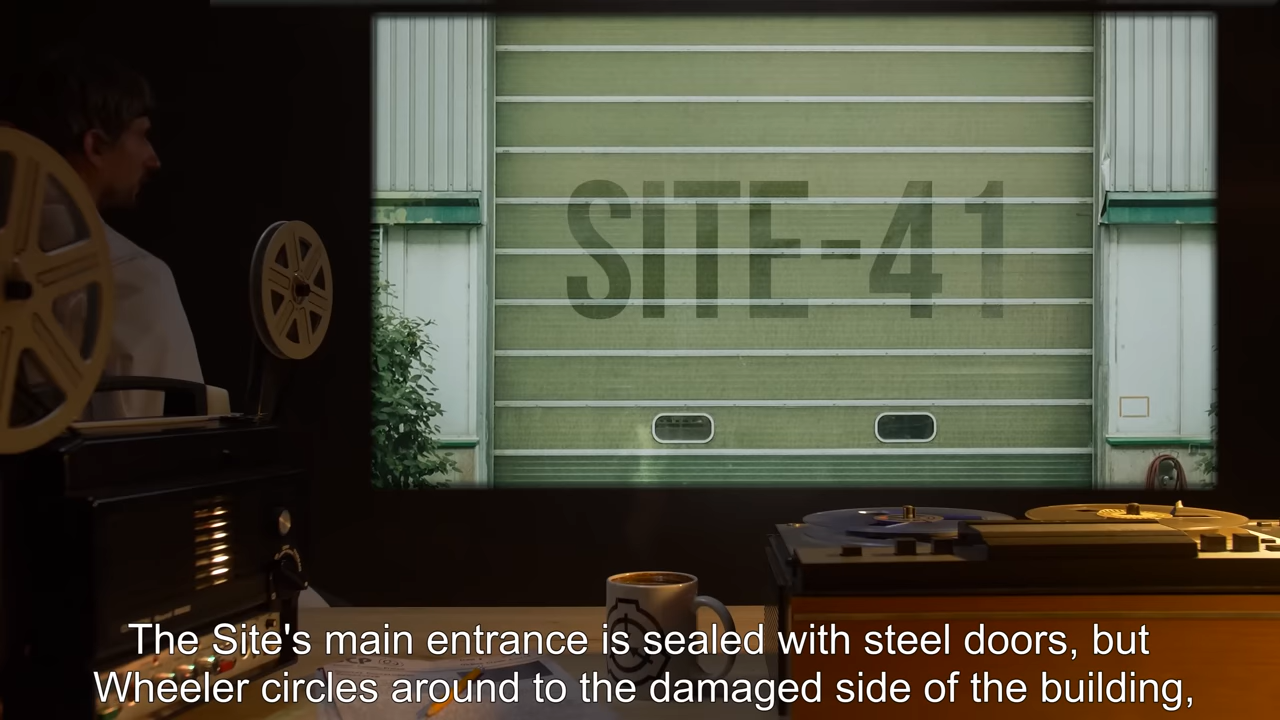 SITE-41
CP
The Site's main entrance is sealed with steel doors, but
Wheeler circles around to the damaged side of the building,